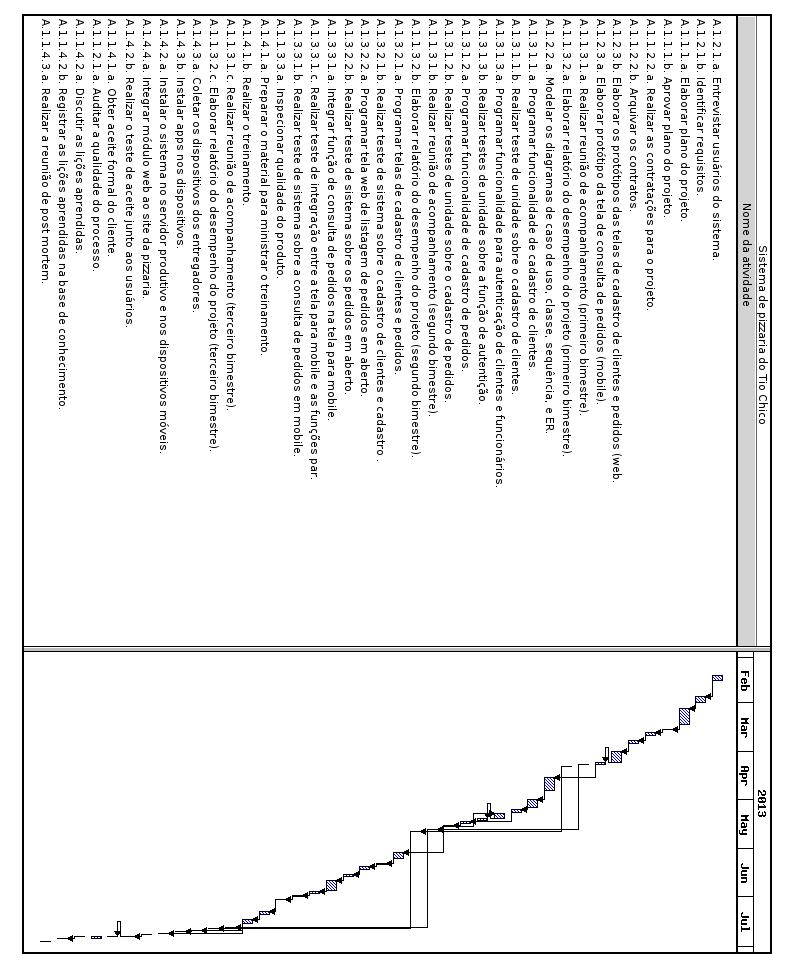 Sistema de pizzaria do Tio Chico
Nome da atividade
2013
Feb
Mar
Apr
May
Jun
Jul
A.1.2.1.a. Entrevistar usuários do sistema.
A.1.2.1.b. Identificar requisitos.
A.1.1.1.a. Elaborar plano do projeto.
A.1.1.1.b. Aprovar plano do projeto.
A.1.1.2.2.a. Realizar as contratações para o projeto.
A.1.1.2.2.b. Arquivar os contratos.
A.1.2.3.b. Elaborar os protótipos das telas de cadastro de clientes e pedidos (web.
A.1.2.3.a. Elaborar protótipo da tela de consulta de pedidos (mobile).
A.1.1.3.1.a. Realizar reunião de acompanhamento (primeiro bimestre).
A.1.1.3.2.a. Elaborar relatório do desempenho do projeto (primeiro bimestre).
A.1.2.2.a. Modelar os diagramas de caso de uso, classe, sequência, e ER.
A.1.3.1.1.a. Programar funcionalidade de cadastro de clientes.
A.1.3.1.1.b. Realizar teste de unidade sobre o cadastro de clientes.
A.1.3.1.3.a. Programar funcionalidade para autenticação de clientes e funcionários.
A.1.3.1.3.b. Realizar testes de unidade sobre a função de autentição.
A.1.3.1.2.a. Programar funcionalidade de cadastro de pedidos.
A.1.3.1.2.b. Realizar testes de unidade sobre o cadastro de pedidos.
A.1.1.3.1.b. Realizar reunião de acompanhamento (segundo bimestre).
A.1.1.3.2.b. Elaborar relatório do desempenho do projeto (segundo bimestre).
A.1.3.2.1.a. Programar telas de cadastro de clientes e pedidos.
A.1.3.2.1.b. Realizar teste de sistema sobre o cadastro de clientes e cadastro .
A.1.3.2.2.a. Programar tela web de listagem de pedidos em aberto.
A.1.3.2.2.b. Realizar teste de sistema sobre os pedidos em aberto.
A.1.3.3.1.a. Integrar função de consulta de pedidos na tela para mobile.
A.1.3.3.1.c. Realizar teste de integração entre a tela para mobile e as funções par.
A.1.3.3.1.b. Realizar teste de sistema sobre a consulta de pedidos em mobile.
A.1.3.3.a. Inspecionar qualidade do produto.
A.1.4.1.a. Preparar o material para ministrar o treinamento.
A.1.4.1.b. Realizar o treinamento.
A.1.1.3.1.c. Realizar reunião de acompanhamento (terceiro bimestre).
A.1.1.3.2.c. Elaborar relatório do desempenho do projeto (terceiro bimestre).
A.1.4.3.a. Coletar os dispositivos dos entregadores.
A.1.4.3.b. Instalar apps nos dispositivos.
A.1.4.2.a. Instalar o sistema no servidor produtivo e nos dispositivos móveis.
A.1.4.4.a. Integrar módulo web ao site da pizzaria.
A.1.4.2.b. Realizar o teste de aceite junto aos usuários.
A.1.1.4.1.a. Obter aceite formal do cliente.
A.1.1.2.1.a. Auditar a qualidade do processo.
A.1.1.4.2.a. Discutir as lições aprendidas.
A.1.1.4.2.b. Registrar as lições aprendidas na base de conhecimento.
A.1.1.4.3.a. Realizar a reunião de post mortem.